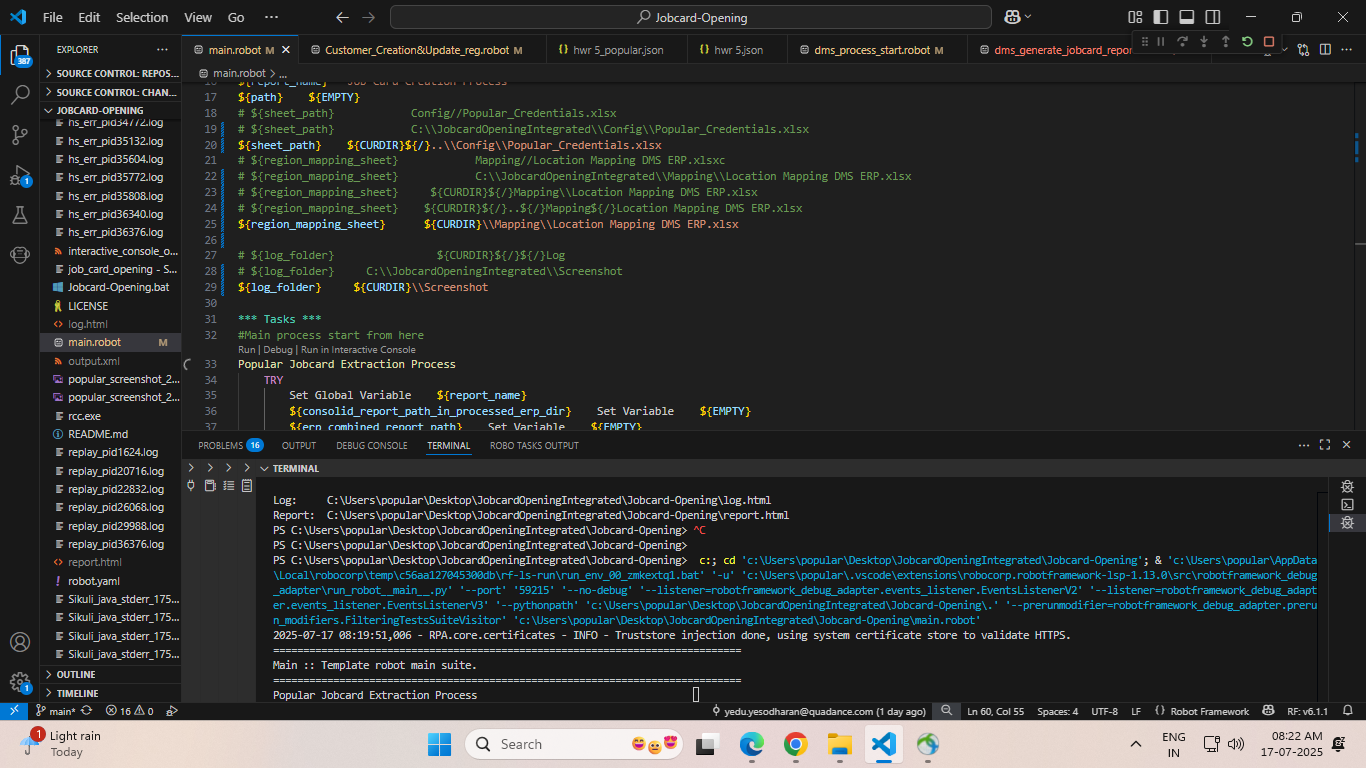 File Edit Selection View Go ···
Jobcard-Opening
EXPLORER
387
1
1
SOURCE CONTROL: REPOS...
SOURCE CONTROL: CHAN...
JOBCARD-OPENING
hs_err_pid34772.log
hs_err_pid35132.log
hs_err_pid35604.log
hs_err_pid35772.log
hs_err_pid35808.log
hs_err_pid36340.log
hs_err_pid36376.log
interactive_console_o...
job_card_opening - S...
Jobcard-Opening.bat
LICENSE
log.html
main.robot M
output.xml
popular_screenshot_2...
popular_screenshot_2...
rcc.exe
README.md
replay_pid1624.log
replay_pid20716.log
replay_pid22832.log
replay_pid26068.log
replay_pid29988.log
replay_pid36376.log
report.html
robot.yaml
Sikuli_java_stderr_175...
Sikuli_java_stderr_175...
Sikuli_java_stderr_175...
Sikuli_java_stderr_175...
OUTLINE
TIMELINE
main.robot M
Customer_Creation&Update_reg.robot M
hwr 5_popular.json
hwr 5.json
dms_process_start.robot M
dms_generate_jobcard_repor
main.robot > ...
16 ${report_name} Job Card Creation Process
17 ${path} ${EMPTY}
18 # ${sheet_path} Config//Popular_Credentials.xlsx
19 # ${sheet_path} C:\\JobcardOpeningIntegrated\\Config\\Popular_Credentials.xlsx
20 ${sheet_path} ${CURDIR}${/}..\\Config\\Popular_Credentials.xlsx
21 # ${region_mapping_sheet} Mapping//Location Mapping DMS ERP.xlsxc
22 # ${region_mapping_sheet} C:\\JobcardOpeningIntegrated\\Mapping\\Location Mapping DMS ERP.xlsx
23 # ${region_mapping_sheet} ${CURDIR}${/}Mapping\\Location Mapping DMS ERP.xlsx
24 # ${region_mapping_sheet} ${CURDIR}${/}..${/}Mapping${/}Location Mapping DMS ERP.xlsx
25 ${region_mapping_sheet} ${CURDIR}\\Mapping\\Location Mapping DMS ERP.xlsx
26
27 # ${log_folder} ${CURDIR}${/}${/}Log
28 # ${log_folder} C:\\JobcardOpeningIntegrated\\Screenshot
29 ${log_folder} ${CURDIR}\\Screenshot
30
31 *** Tasks ***
32 #Main process start from here
Run | Debug | Run in Interactive Console
33 Popular Jobcard Extraction Process
34 TRY
35 Set Global Variable ${report_name}
36 ${consolid_report_path_in_processed_erp_dir} Set Variable ${EMPTY}
37 ${erp_combined_report_path} Set Variable ${EMPTY}
PROBLEMS 16 OUTPUT DEBUG CONSOLE TERMINAL ROBO TASKS OUTPUT
TERMINAL
Log: C:\Users\popular\Desktop\JobcardOpeningIntegrated\Jobcard-Opening\log.html
Report: C:\Users\popular\Desktop\JobcardOpeningIntegrated\Jobcard-Opening\report.html
PS C:\Users\popular\Desktop\JobcardOpeningIntegrated\Jobcard-Opening> ^C
PS C:\Users\popular\Desktop\JobcardOpeningIntegrated\Jobcard-Opening>
PS C:\Users\popular\Desktop\JobcardOpeningIntegrated\Jobcard-Opening> c:; cd 'c:\Users\popular\Desktop\JobcardOpeningIntegrated\Jobcard-Opening'; & 'c:\Users\popular\AppData
\Local\robocorp\temp\c56aa127045300db\rf-ls-run\run_env_00_zmkextq1.bat' '-u' 'c:\Users\popular\.vscode\extensions\robocorp.robotframework-lsp-1.13.0\src\robotframework_debug
_adapter\run_robot__main__.py' '--port' '59215' '--no-debug' '--listener=robotframework_debug_adapter.events_listener.EventsListenerV2' '--listener=robotframework_debug_adapt
er.events_listener.EventsListenerV3' '--pythonpath' 'c:\Users\popular\Desktop\JobcardOpeningIntegrated\Jobcard-Opening\.' '--prerunmodifier=robotframework_debug_adapter.preru
n_modifiers.FilteringTestsSuiteVisitor' 'c:\Users\popular\Desktop\JobcardOpeningIntegrated\Jobcard-Opening\main.robot'
2025-07-17 08:19:51,006 - RPA.core.certificates - INFO - Truststore injection done, using system certificate store to validate HTTPS.
==============================================================================
Main :: Template robot main suite.
==============================================================================
Popular Jobcard Extraction Process
main* 16 0 yedu.yesodharan@quadance.com (1 day ago) Ln 60, Col 55 Spaces: 4 UTF-8 LF Robot Framework RF: v6.1.1
1
Light rain
Today
Search
ENG
IN
08:22 AM
17-07-2025